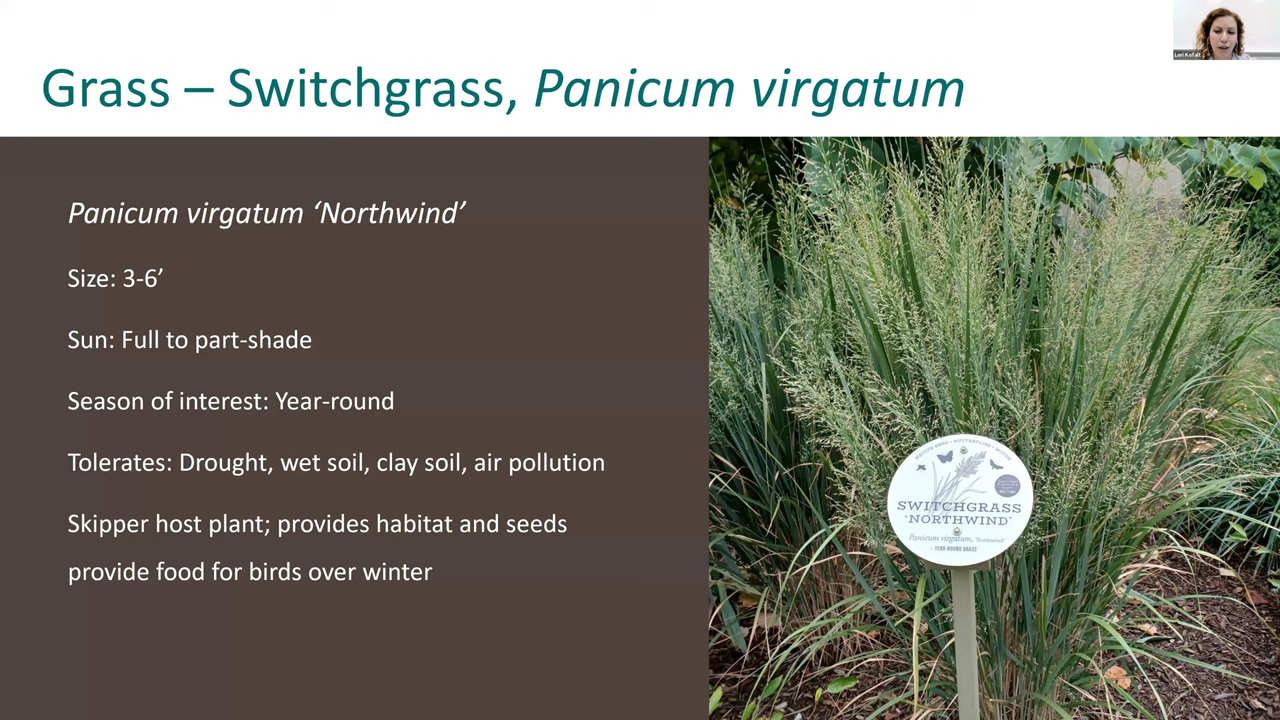 Lori Kofalt
Grass – Switchgrass, Panicum virgatum
Panicum virgatum ‘Northwind’
Size: 3-6’
Sun: Full to part-shade
Season of interest: Year-round
Tolerates: Drought, wet soil, clay soil, air pollution
Skipper host plant; provides habitat and seeds
provide food for birds over winter
SWITCHGRASS
‘NORTHWIND’
Panicum virgatum, ‘Northwind’
YEAR-ROUND GRASS